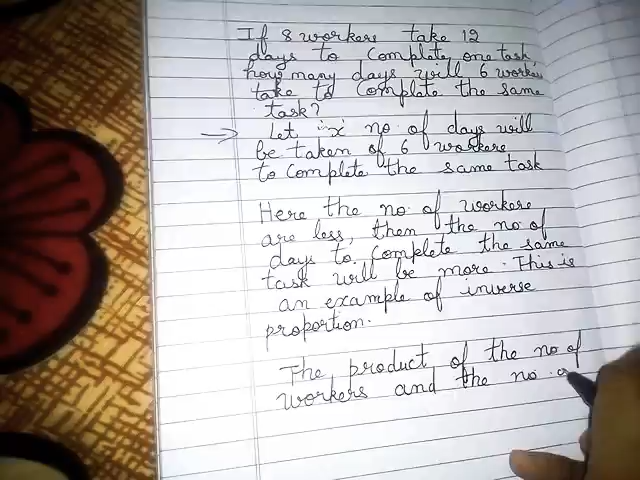 If 8 workers take 12
days to complete one task,
how many days will 6 workers
take to complete the same
task?
Let 'x' no of days will
be taken of 6 workers
to complete the same task
Here the no. of workers
are less, then the no of
days to complete the same
task will be more. This is
an example of inverse
proportion.
The product of the no of
workers and the no. o